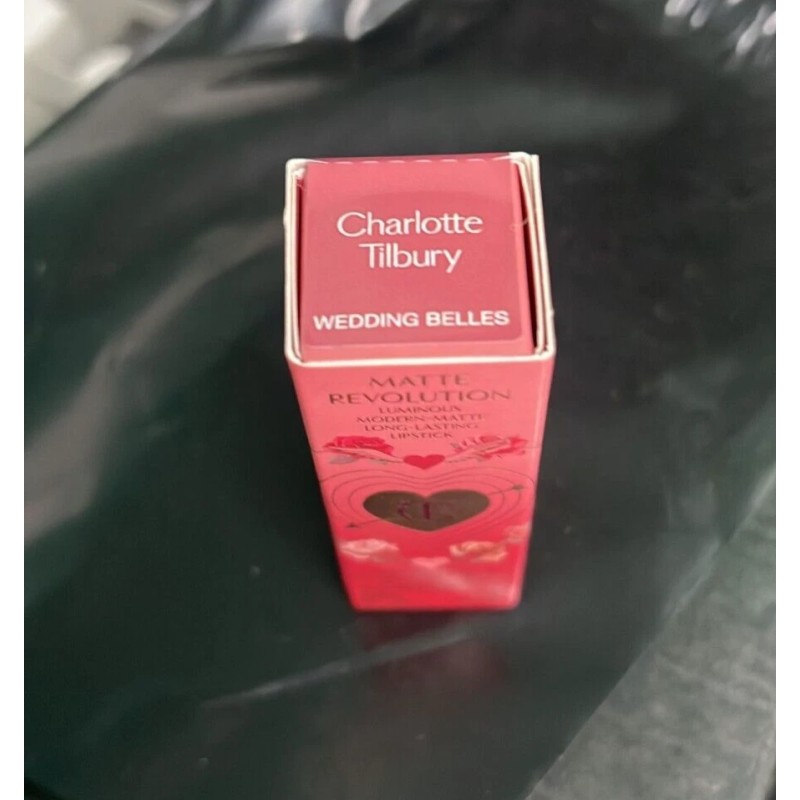 Charlotte
Tilbury
WEDDING BELLES
MATTE
REVOLUTION
LUMINOUS
MODERN-MATTE
LONG-LASTING
LIPSTICK